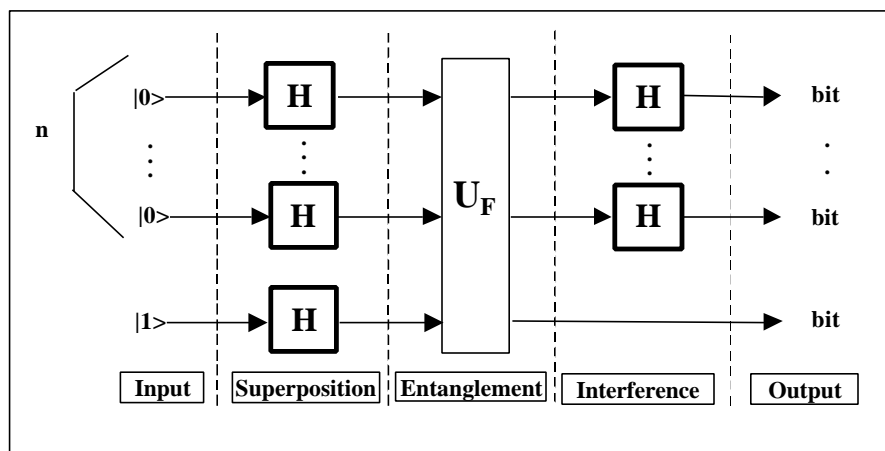 |0> H H bit
n
|0> H U_F H bit
|1> H bit
Input Superposition Entanglement Interference Output